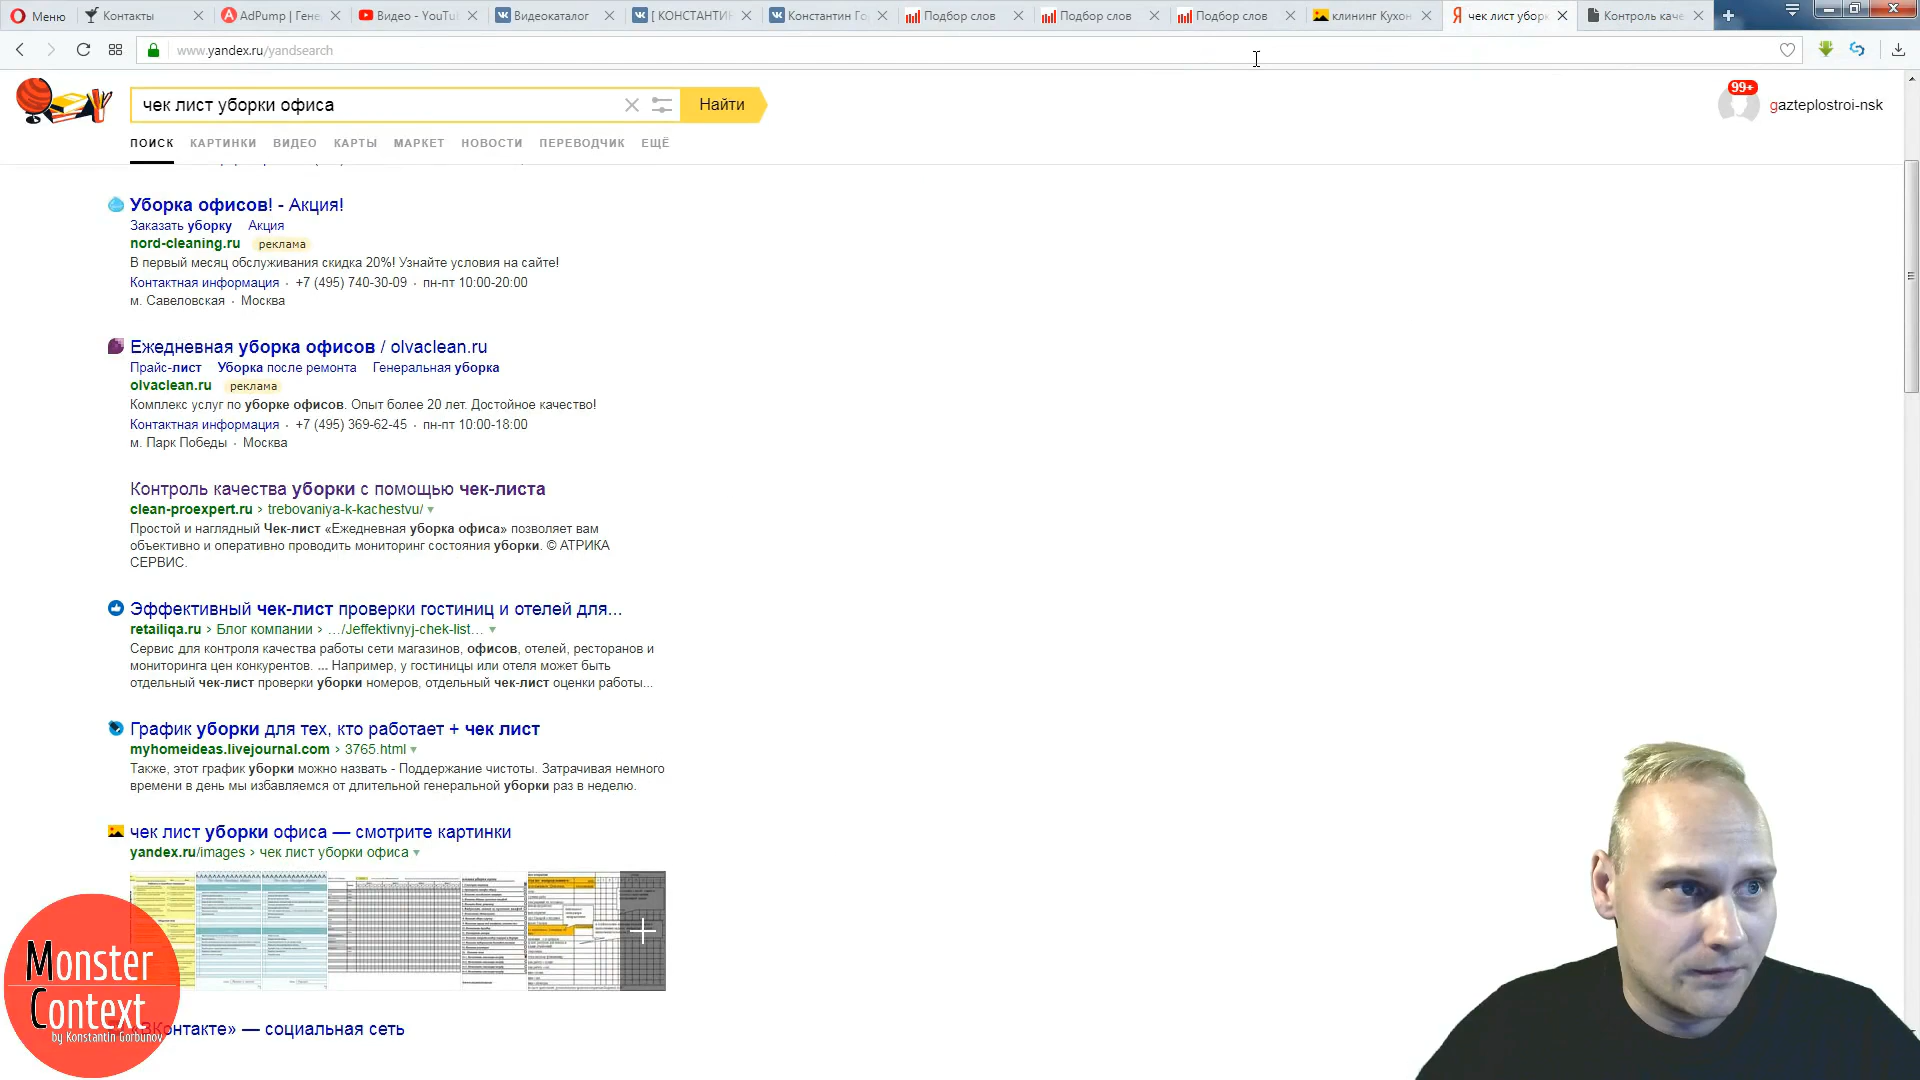 Меню
Контакты
AdPump | Гене
Видео - YouTu
Видеокаталог
[ КОНСТАНТИН
Константин Го
Подбор слов
Подбор слов
Подбор слов
клининг Кухон
чек лист уборк
Контроль каче
www.yandex.ru/yandsearch
чек лист уборки офиса
Найти
99+
gazteplostroi-nsk
ПОИСК КАРТИНКИ ВИДЕО КАРТЫ МАРКЕТ НОВОСТИ ПЕРЕВОДЧИК ЕЩЁ
Уборка офисов! - Акция!
Заказать уборку Акция
nord-cleaning.ru реклама
В первый месяц обслуживания скидка 20%! Узнайте условия на сайте!
Контактная информация · +7 (495) 740-30-09 · пн-пт 10:00-20:00
м. Савеловская · Москва
Ежедневная уборка офисов / olvaclean.ru
Прайс-лист Уборка после ремонта Генеральная уборка
olvaclean.ru реклама
Комплекс услуг по уборке офисов. Опыт более 20 лет. Достойное качество!
Контактная информация · +7 (495) 369-62-45 · пн-пт 10:00-18:00
м. Парк Победы · Москва
Контроль качества уборки с помощью чек-листа
clean-proexpert.ru › trebovaniya-k-kachestvu/
Простой и наглядный Чек-лист «Ежедневная уборка офиса» позволяет вам
объективно и оперативно проводить мониторинг состояния уборки. © АТРИКА
СЕРВИС.
Эффективный чек-лист проверки гостиниц и отелей для...
retailiqa.ru › Блог компании › …/Jeffektivnyj-chek-list…
Сервис для контроля качества работы сети магазинов, офисов, отелей, ресторанов и
мониторинга цен конкурентов. ... Например, у гостиницы или отеля может быть
отдельный чек-лист проверки уборки номеров, отдельный чек-лист оценки работы...
График уборки для тех, кто работает + чек лист
myhomeideas.livejournal.com › 3765.html
Также, этот график уборки можно назвать - Поддержание чистоты. Затрачивая немного
времени в день мы избавляемся от длительной генеральной уборки раз в неделю.
чек лист уборки офиса — смотрите картинки
yandex.ru/images › чек лист уборки офиса
«ВКонтакте» — социальная сеть
Monster
Context
by Konstantin Gorbunov